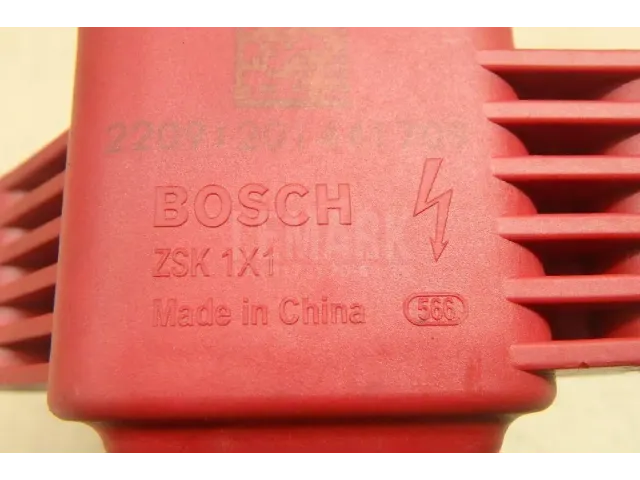 BOSCH
ZSK 1X1
Made in China
566